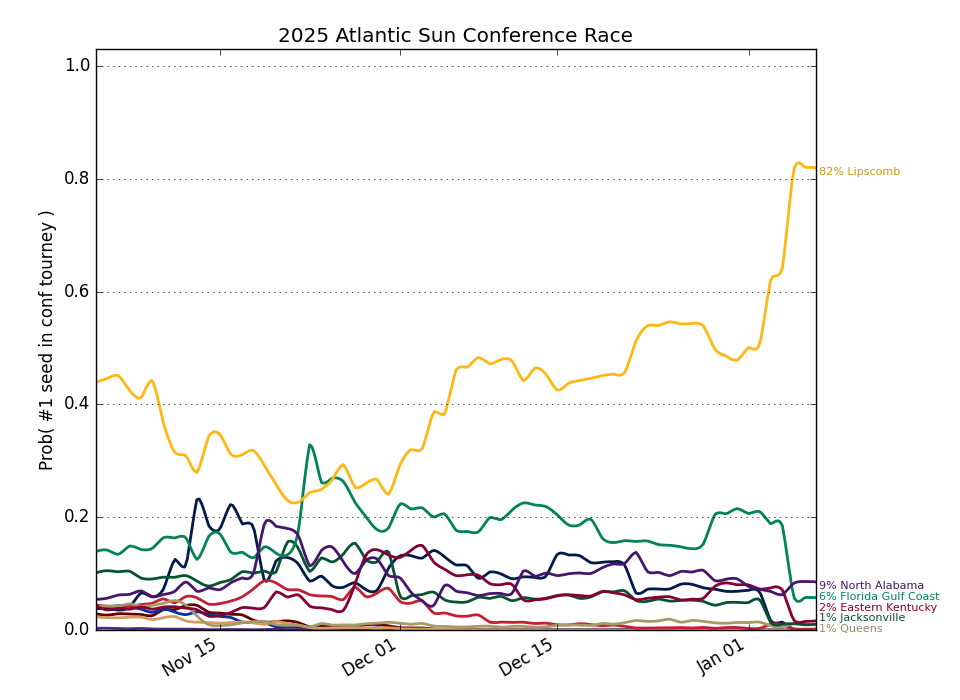 2025 Atlantic Sun Conference Race
Prob( #1 seed in conf tourney )
1.0
0.8
0.6
0.4
0.2
0.0
Nov 15
Dec 01
Dec 15
Jan 01
82% Lipscomb
9% North Alabama
6% Florida Gulf Coast
2% Eastern Kentucky
1% Jacksonville
1% Queens